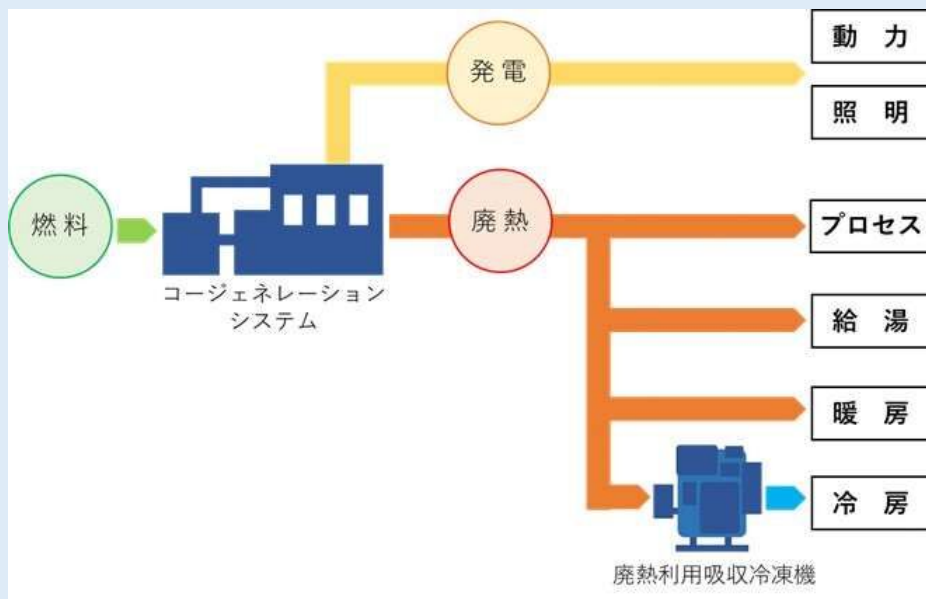 発電
動 力
照 明
燃料
廃熱
プロセス
コージェネレーション
システム
給 湯
暖 房
冷 房
廃熱利用吸収冷凍機